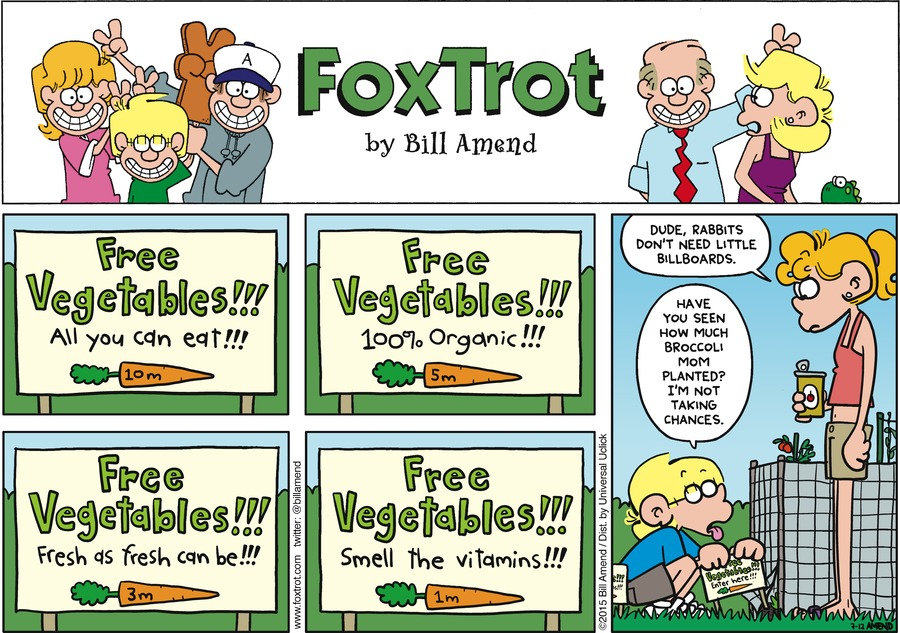 A
FOXTROT
by Bill Amend
Free
Vegetables!!!
All you can eat!!!
10m
Free
Vegetables!!!
100% Organic!!!
5m
Free
Vegetables!!!
Fresh as fresh can be!!!
3m
Free
Vegetables!!!
Smell the vitamins!!!
1m
www.foxtrot.com twitter: @billamend
©2015 Bill Amend / Dist. by Universal Uclick
DUDE, RABBITS
DON'T NEED LITTLE
BILLBOARDS.
HAVE
YOU SEEN
HOW MUCH
BROCCOLI
MOM
PLANTED?
I'M NOT
TAKING
CHANCES.
Free
Vegetables!!!
Enter here!!!
7-12 AMEND